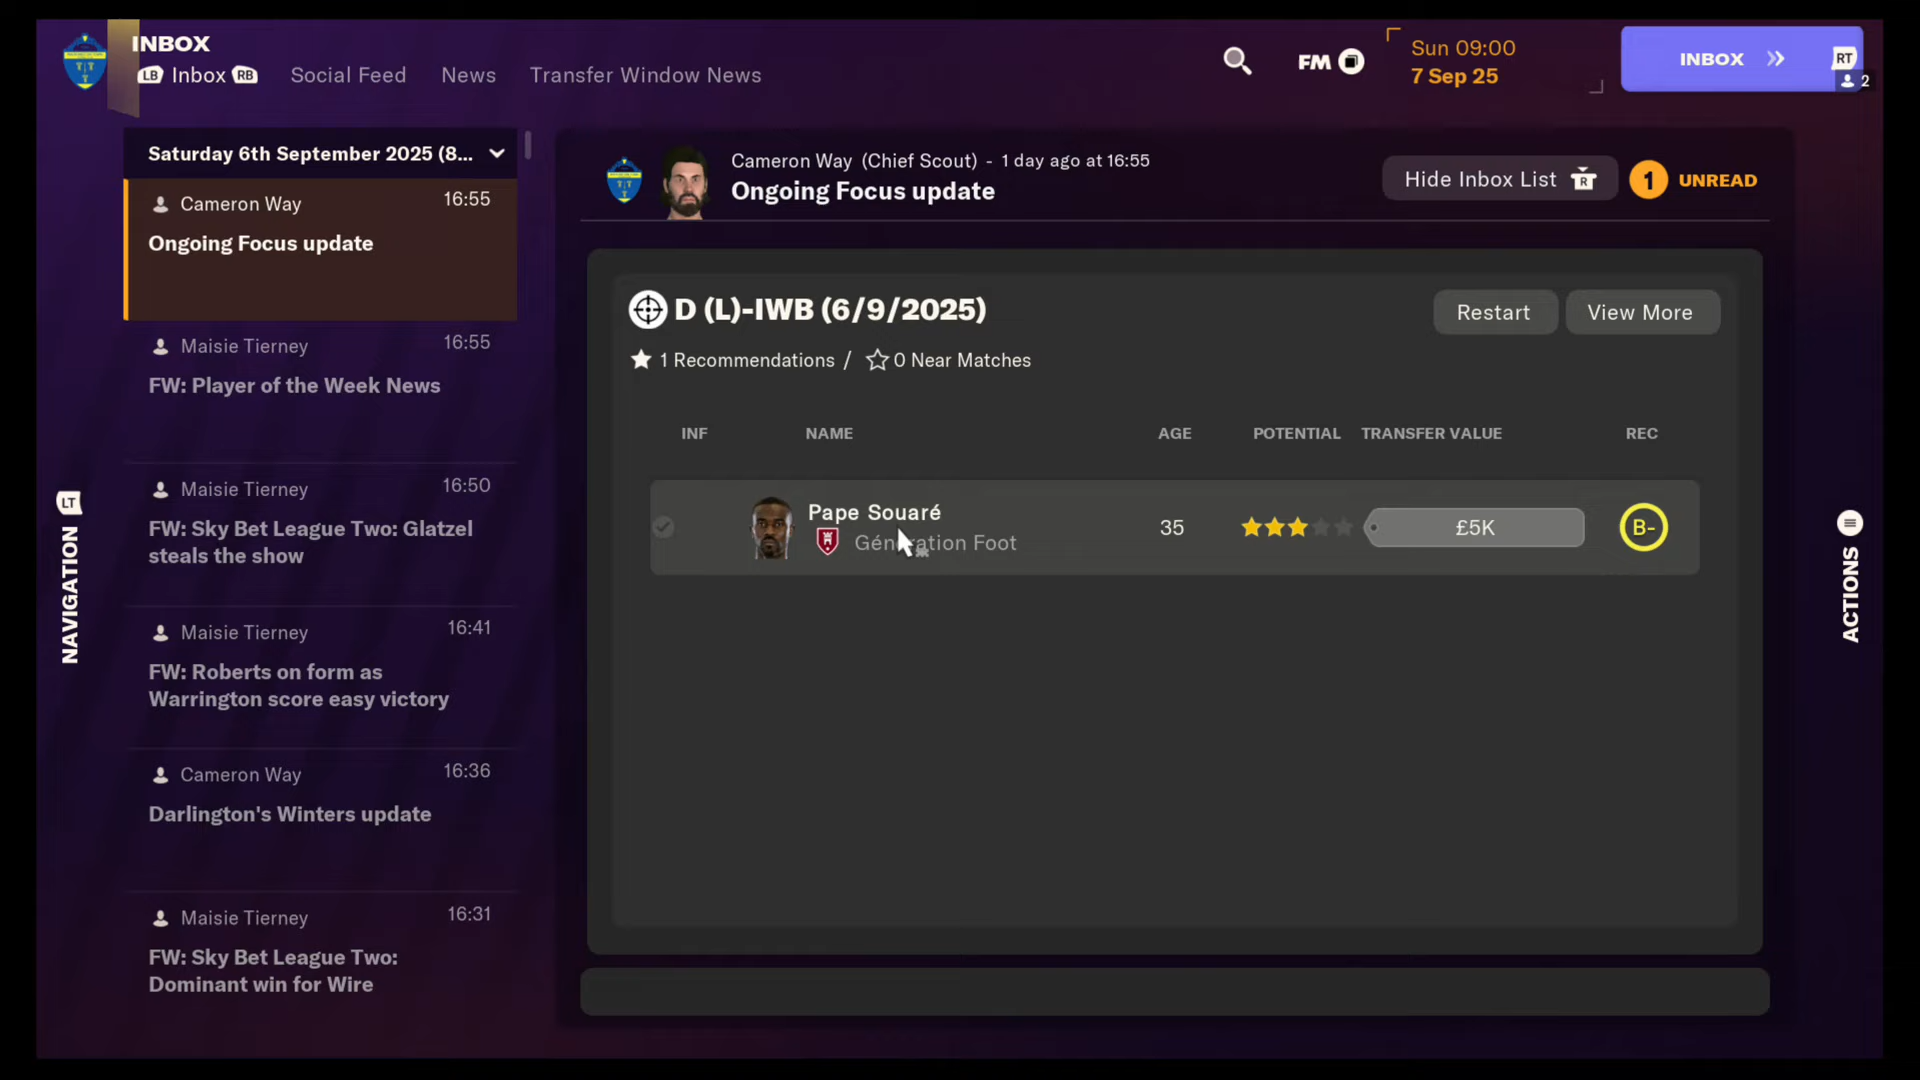 INBOX
LB Inbox RB
Social Feed
News
Transfer Window News
FM
Sun 09:00
7 Sep 25
INBOX
RT
2
Saturday 6th September 2025 (8...
Cameron Way
16:55
Ongoing Focus update
Maisie Tierney
16:55
FW: Player of the Week News
Maisie Tierney
16:50
FW: Sky Bet League Two: Glatzel
steals the show
Maisie Tierney
16:41
FW: Roberts on form as
Warrington score easy victory
Cameron Way
16:36
Darlington's Winters update
Maisie Tierney
16:31
FW: Sky Bet League Two:
Dominant win for Wire
LT
NAVIGATION
Cameron Way (Chief Scout) - 1 day ago at 16:55
Ongoing Focus update
Hide Inbox List R
1 UNREAD
D (L)-IWB (6/9/2025)
Restart
View More
1 Recommendations / 0 Near Matches
INF
NAME
AGE
POTENTIAL
TRANSFER VALUE
REC
Pape Souaré
Génération Foot
35
£5K
B-
ACTIONS